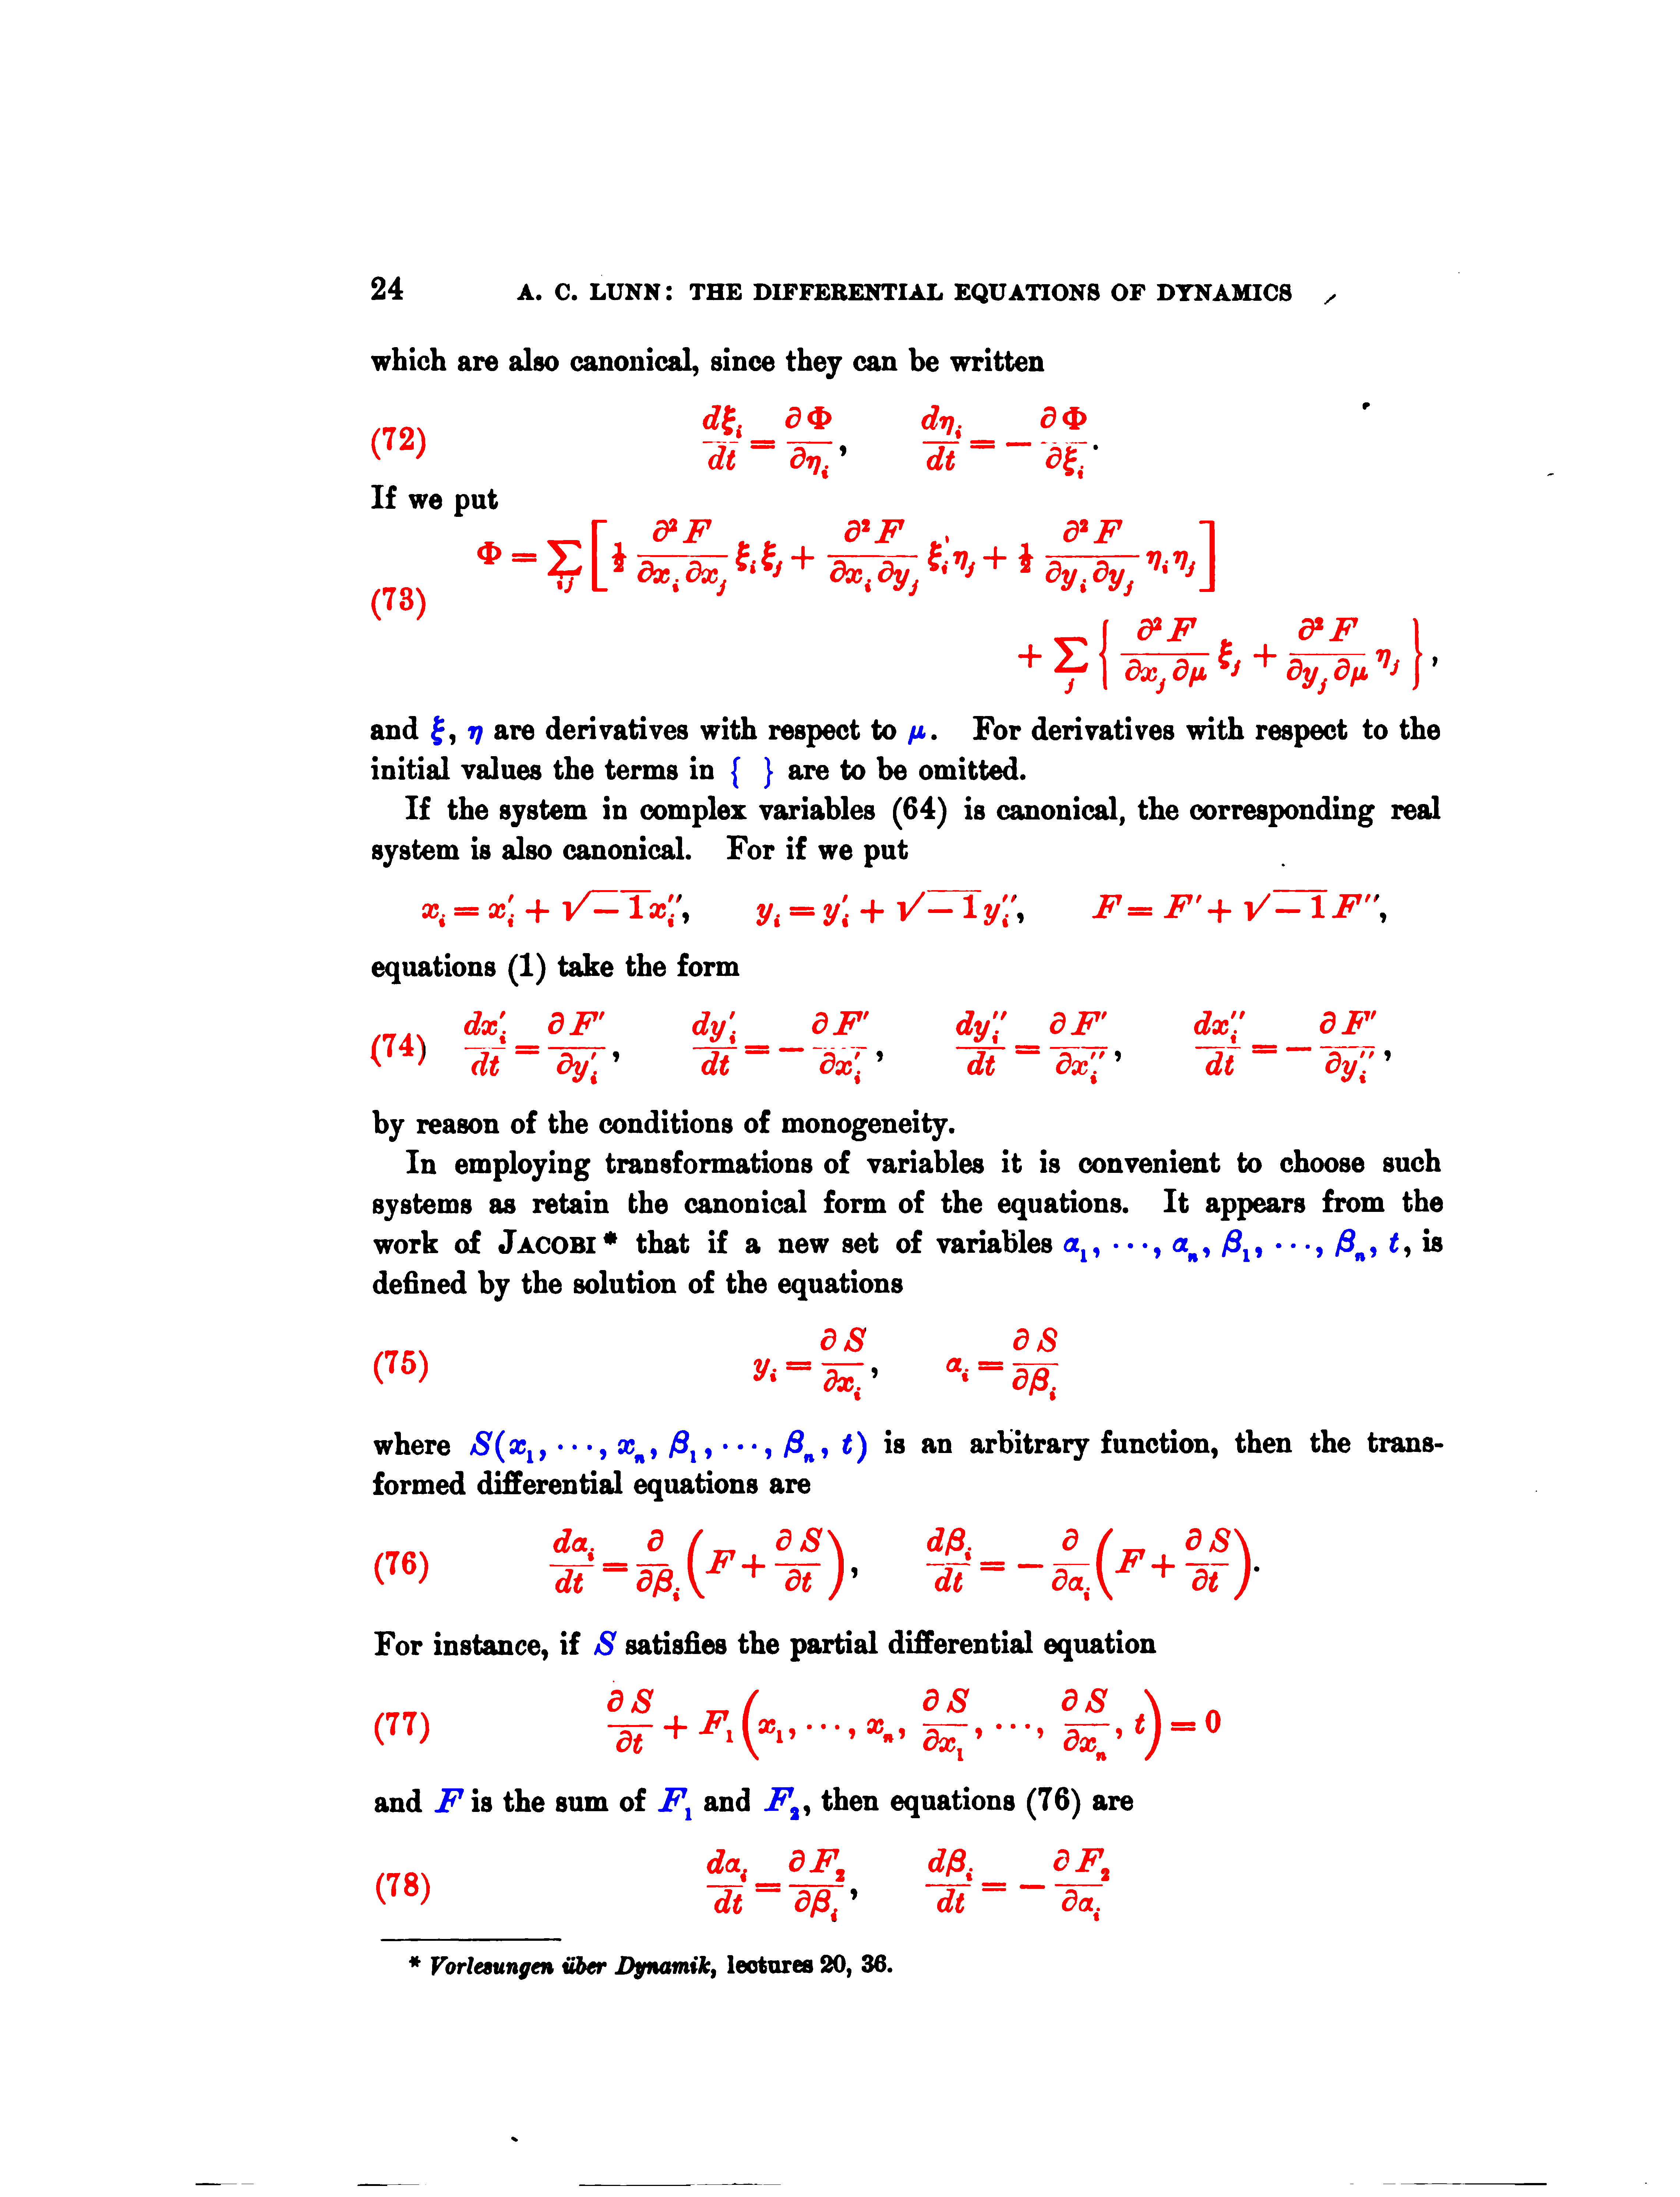 24 A. C. LUNN: THE DIFFERENTIAL EQUATIONS OF DYNAMICS
which are also canonical, since they can be written
(72) $\frac{d\xi_i}{dt} = \frac{\partial \Phi}{\partial \eta_i}, \quad \frac{d\eta_i}{dt} = -\frac{\partial \Phi}{\partial \xi_i}.$
If we put
(73) $\Phi = \sum_{ij} \left[ \frac{1}{2} \frac{\partial^2 F}{\partial x_i \partial x_j} \xi_i \xi_j + \frac{\partial^2 F}{\partial x_i \partial y_j} \xi_i \eta_j + \frac{1}{2} \frac{\partial^2 F}{\partial y_i \partial y_j} \eta_i \eta_j \right]$
$+ \sum_j \left\{ \frac{\partial^2 F}{\partial x_j \partial \mu} \xi_j + \frac{\partial^2 F}{\partial y_j \partial \mu} \eta_j \right\},$
and $\xi$, $\eta$ are derivatives with respect to $\mu$. For derivatives with respect to the
initial values the terms in { } are to be omitted.
If the system in complex variables (64) is canonical, the corresponding real
system is also canonical. For if we put
$x_i = x_i' + \sqrt{-1} x_i'', \quad y_i = y_i' + \sqrt{-1} y_i'', \quad F = F' + \sqrt{-1} F'',$
equations (1) take the form
(74) $\frac{dx_i'}{dt} = \frac{\partial F'}{\partial y_i'}, \quad \frac{dy_i'}{dt} = -\frac{\partial F'}{\partial x_i'}, \quad \frac{dy_i''}{dt} = \frac{\partial F'}{\partial x_i''}, \quad \frac{dx_i''}{dt} = -\frac{\partial F'}{\partial y_i''},$
by reason of the conditions of monogeneity.
In employing transformations of variables it is convenient to choose such
systems as retain the canonical form of the equations. It appears from the
work of JACOBI * that if a new set of variables $\alpha_1, \cdots, \alpha_n, \beta_1, \cdots, \beta_n, t$, is
defined by the solution of the equations
(75) $y_i = \frac{\partial S}{\partial x_i}, \quad \alpha_i = \frac{\partial S}{\partial \beta_i}$
where $S(x_1, \cdots, x_n, \beta_1, \cdots, \beta_n, t)$ is an arbitrary function, then the trans-
formed differential equations are
(76) $\frac{d\alpha_i}{dt} = \frac{\partial}{\partial \beta_i} \left( F + \frac{\partial S}{\partial t} \right), \quad \frac{d\beta_i}{dt} = -\frac{\partial}{\partial \alpha_i} \left( F + \frac{\partial S}{\partial t} \right).$
For instance, if $S$ satisfies the partial differential equation
(77) $\frac{\partial S}{\partial t} + F_1 \left( x_1, \cdots, x_n, \frac{\partial S}{\partial x_1}, \cdots, \frac{\partial S}{\partial x_n}, t \right) = 0$
and $F$ is the sum of $F_1$ and $F_2$, then equations (76) are
(78) $\frac{d\alpha_i}{dt} = \frac{\partial F_2}{\partial \beta_i}, \quad \frac{d\beta_i}{dt} = -\frac{\partial F_2}{\partial \alpha_i}$
* Vorlesungen über Dynamik, lectures 20, 36.